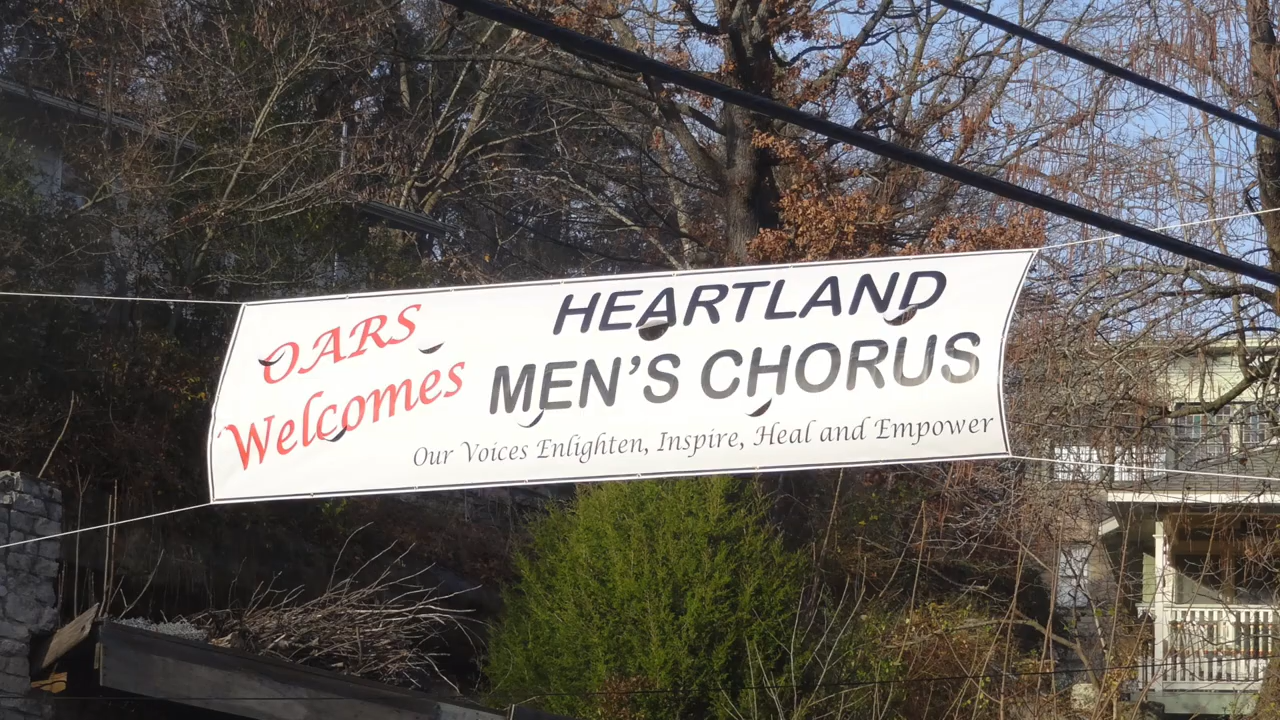 OARS
Welcomes
HEARTLAND
MEN'S CHORUS
Our Voices Enlighten, Inspire, Heal and Empower